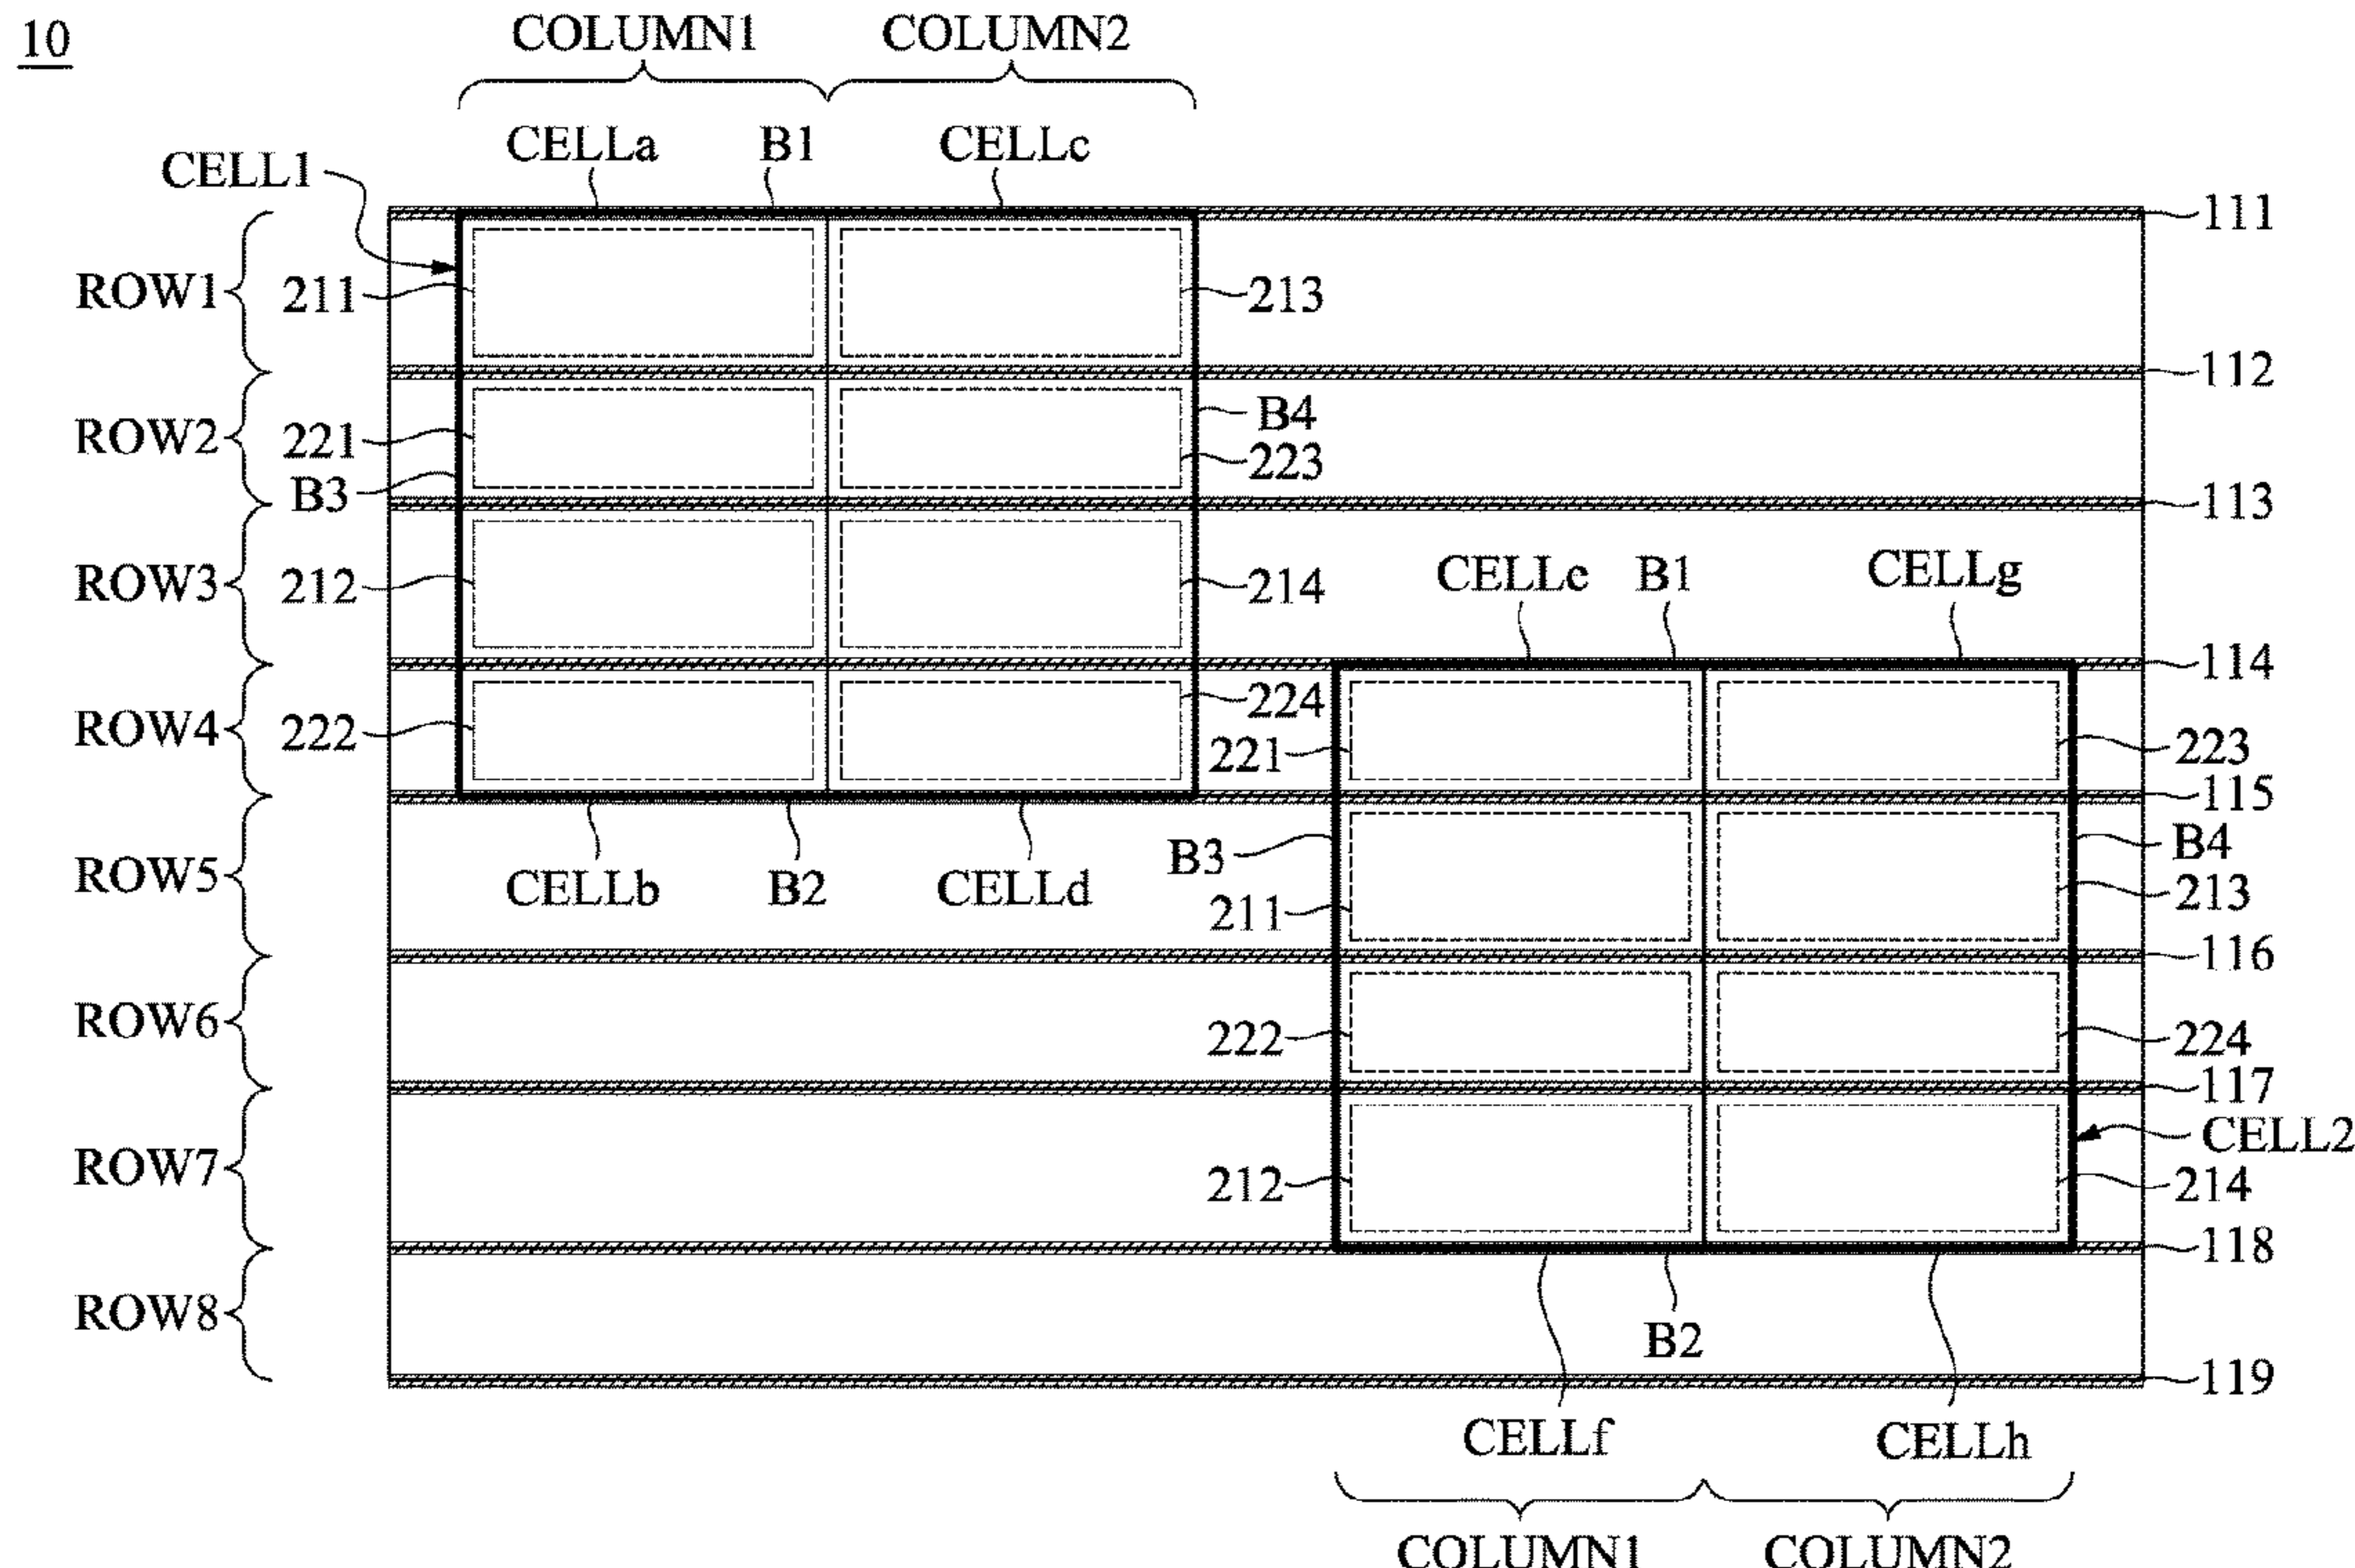 10
COLUMN1 COLUMN2
CELLa B1 CELLc
CELL1
111
ROW1 211 213
112
ROW2 221 B4
223
B3
113
ROW3 212 214
CELLe B1 CELLg
114
ROW4 222 224 221 223
115
B3 B4
ROW5 CELLb B2 CELLd 211 213
116
ROW6 222 224
117
CELL2
ROW7 212 214
118
ROW8 B2
119
CELLf CELLh
COLUMN1 COLUMN2